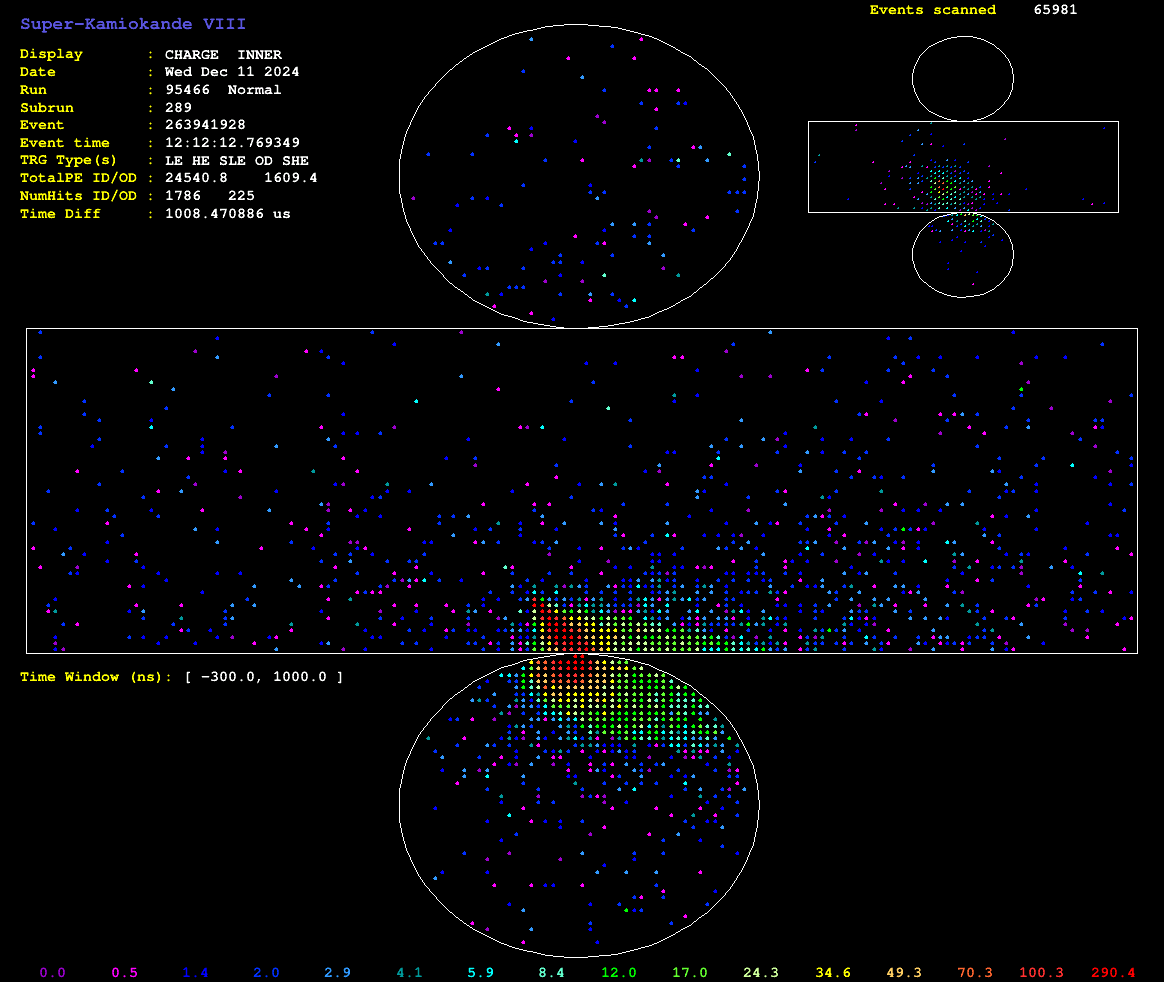 Super-Kamiokande VIII
Events scanned 65981
Display : CHARGE INNER
Date : Wed Dec 11 2024
Run : 95466 Normal
Subrun : 289
Event : 263941928
Event time : 12:12:12.769349
TRG Type(s) : LE HE SLE OD SHE
TotalPE ID/OD : 24540.8 1609.4
NumHits ID/OD : 1786 225
Time Diff : 1008.470886 us
Time Window (ns): [ -300.0, 1000.0 ]
0.0 0.5 1.4 2.0 2.9 4.1 5.9 8.4 12.0 17.0 24.3 34.6 49.3 70.3 100.3 290.4